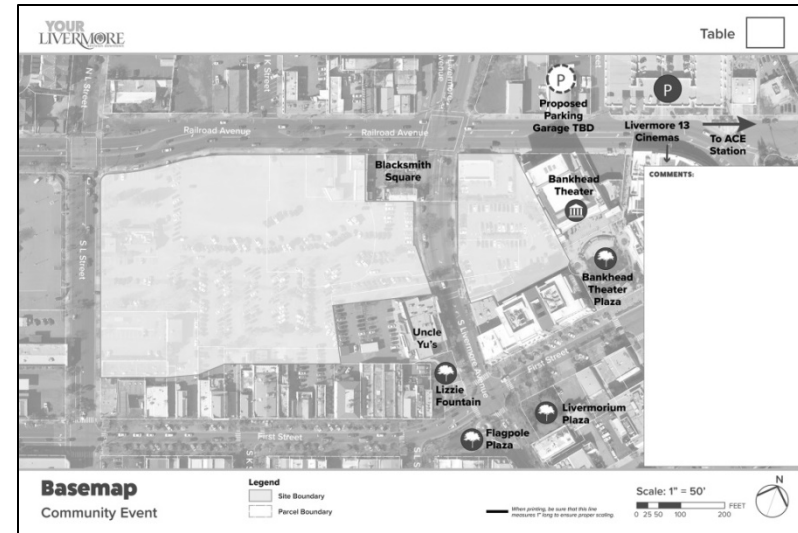 YOUR
LIVERMORE
Table
N L Street
N K Street
Railroad Avenue
Railroad Avenue
P
Proposed
Parking
Garage TBD
P
Livermore 13
Cinemas
To ACE
Station
Blacksmith
Square
Bankhead
Theater
COMMENTS:
S L Street
Bankhead
Theater
Plaza
Uncle
Yu's
S Livermore Avenue
First Street
Lizzie
Fountain
Livermorium
Plaza
First Street
Flagpole
Plaza
Basemap
Community Event
Legend
Site Boundary
Parcel Boundary
When printing, be sure that this line
measures 1" long to ensure proper scaling.
Scale: 1" = 50'
0 25 50 100 200 FEET
N